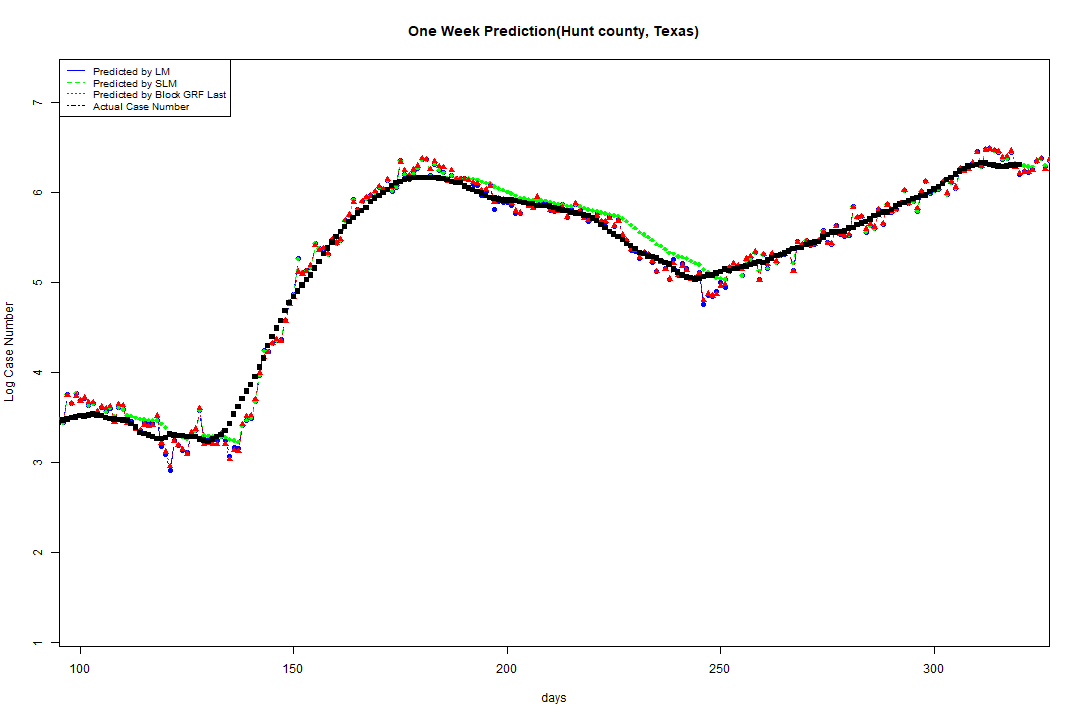 One Week Prediction(Hunt county, Texas)
Predicted by LM
Predicted by SLM
Predicted by Block GRF Last
Actual Case Number
7
6
5
4
3
2
1
Log Case Number
100 150 200 250 300
days